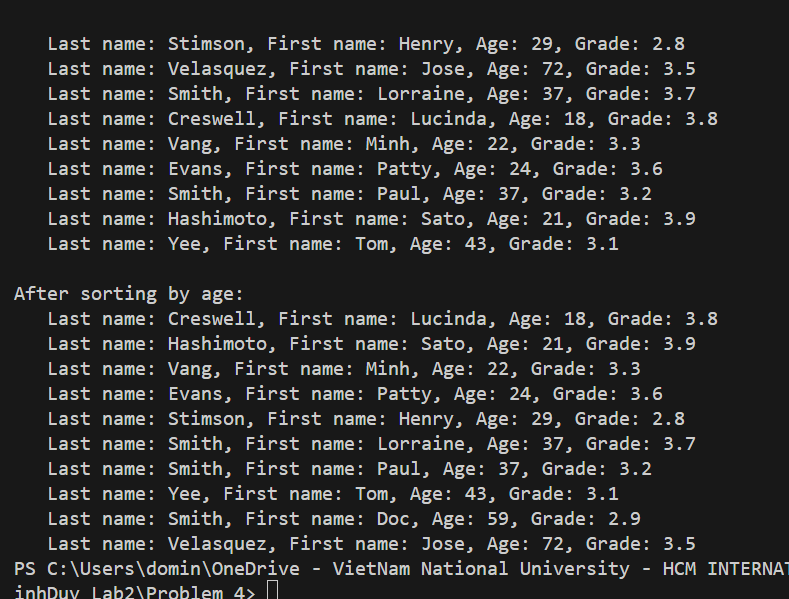 Last name: Stimson, First name: Henry, Age: 29, Grade: 2.8
Last name: Velasquez, First name: Jose, Age: 72, Grade: 3.5
Last name: Smith, First name: Lorraine, Age: 37, Grade: 3.7
Last name: Creswell, First name: Lucinda, Age: 18, Grade: 3.8
Last name: Vang, First name: Minh, Age: 22, Grade: 3.3
Last name: Evans, First name: Patty, Age: 24, Grade: 3.6
Last name: Smith, First name: Paul, Age: 37, Grade: 3.2
Last name: Hashimoto, First name: Sato, Age: 21, Grade: 3.9
Last name: Yee, First name: Tom, Age: 43, Grade: 3.1
After sorting by age:
Last name: Creswell, First name: Lucinda, Age: 18, Grade: 3.8
Last name: Hashimoto, First name: Sato, Age: 21, Grade: 3.9
Last name: Vang, First name: Minh, Age: 22, Grade: 3.3
Last name: Evans, First name: Patty, Age: 24, Grade: 3.6
Last name: Stimson, First name: Henry, Age: 29, Grade: 2.8
Last name: Smith, First name: Lorraine, Age: 37, Grade: 3.7
Last name: Smith, First name: Paul, Age: 37, Grade: 3.2
Last name: Yee, First name: Tom, Age: 43, Grade: 3.1
Last name: Smith, First name: Doc, Age: 59, Grade: 2.9
Last name: Velasquez, First name: Jose, Age: 72, Grade: 3.5
PS C:\Users\domin\OneDrive - VietNam National University - HCM INTERNAT
inhDuy_Lab2\Problem 4>